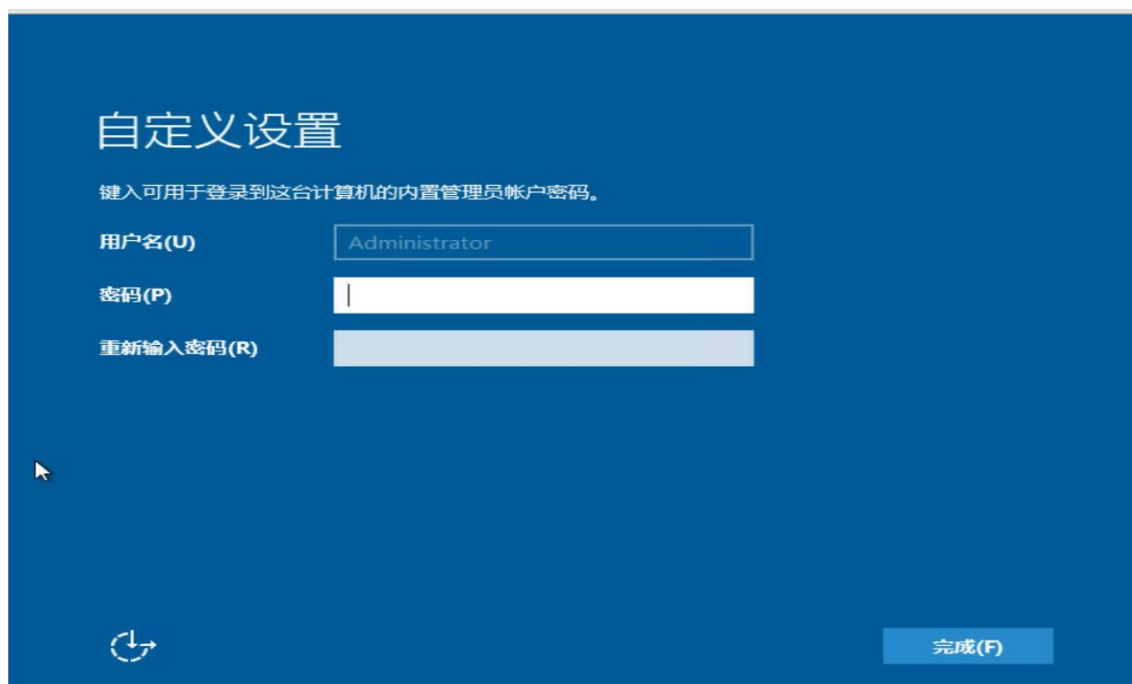 自定义设置
键入可用于登录到这台计算机的内置管理员帐户密码。
用户名(U) Administrator
密码(P)
重新输入密码(R)
完成(F)